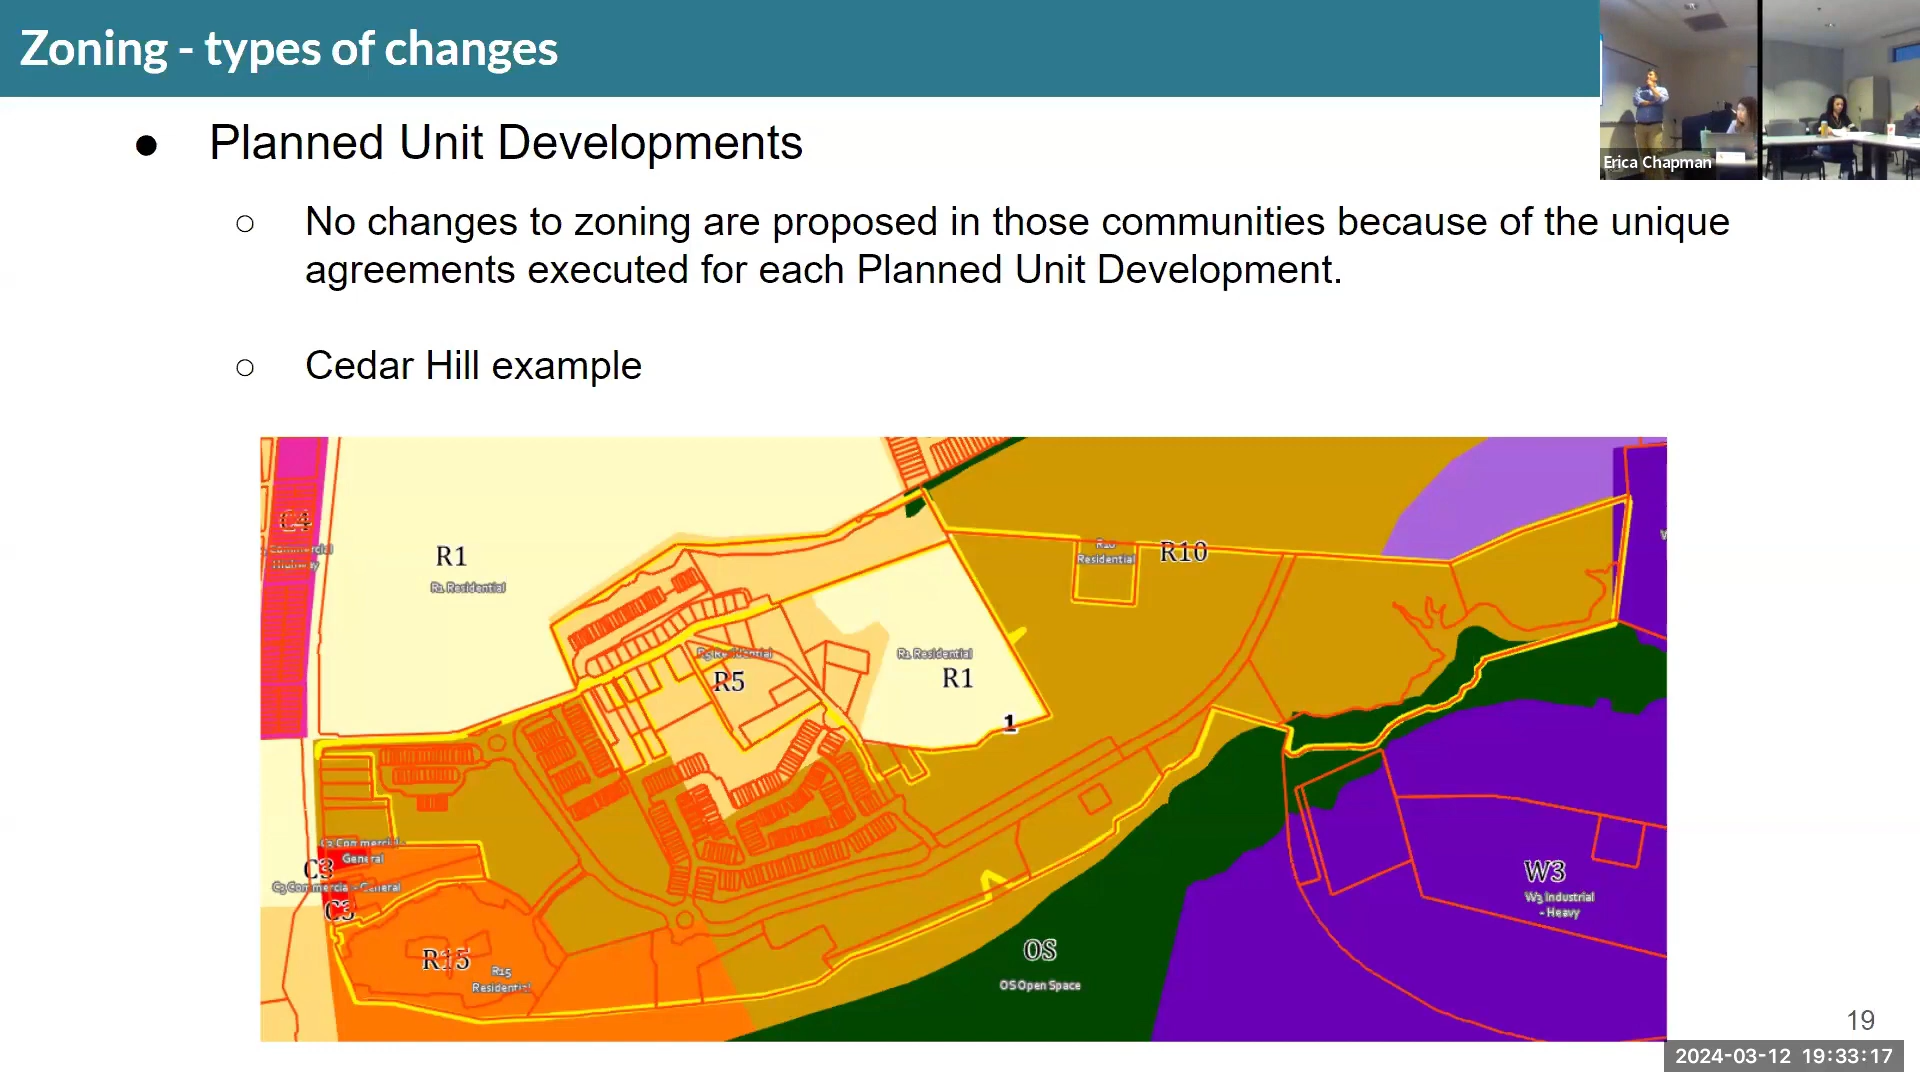 Zoning - types of changes
Erica Chapman
● Planned Unit Developments
○ No changes to zoning are proposed in those communities because of the unique
agreements executed for each Planned Unit Development.
○ Cedar Hill example
C4
Commercial
Highway
R1
R1 Residential
R10
Residential
R10
R5 Residential
R5
R1 Residential
R1
1
C3 Commercial
General
C3
C3 Commercial - General
C3
R15
R15
Residential
OS
OS Open Space
W3
W3 Industrial
- Heavy
19
2024-03-12 19:33:17